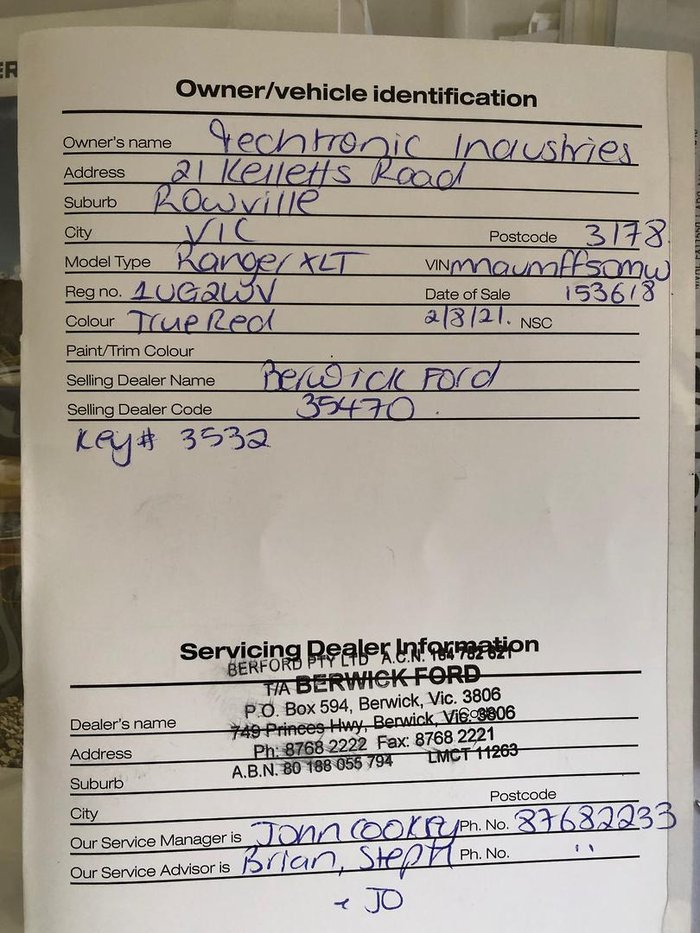 Owner/vehicle identification
Owner's name Techtronic Industries
Address 21 Kelletts Road
Suburb Rowville
City VIC Postcode 3178
Model Type Ranger XLT VIN mnaumffsomw
Reg no. 1UG2WV Date of Sale 153618
Colour True Red 2/8/21. NSC
Paint/Trim Colour
Selling Dealer Name Berwick Ford
Selling Dealer Code 35470
Key# 3532
Servicing Dealer Information
BERFORD PTY LTD A.C.N. 164 782 621
T/A BERWICK FORD
P.O. Box 594, Berwick, Vic. 3806
Dealer's name 749 Princes Hwy, Berwick, Vic. 3806
Address Ph: 8768 2222 Fax: 8768 2221
A.B.N. 80 188 055 794 LMCT 11263
Suburb
City Postcode
Our Service Manager is John Cooksy Ph. No. 87682233
Our Service Advisor is Brian, Steph Ph. No. ''
+ JO